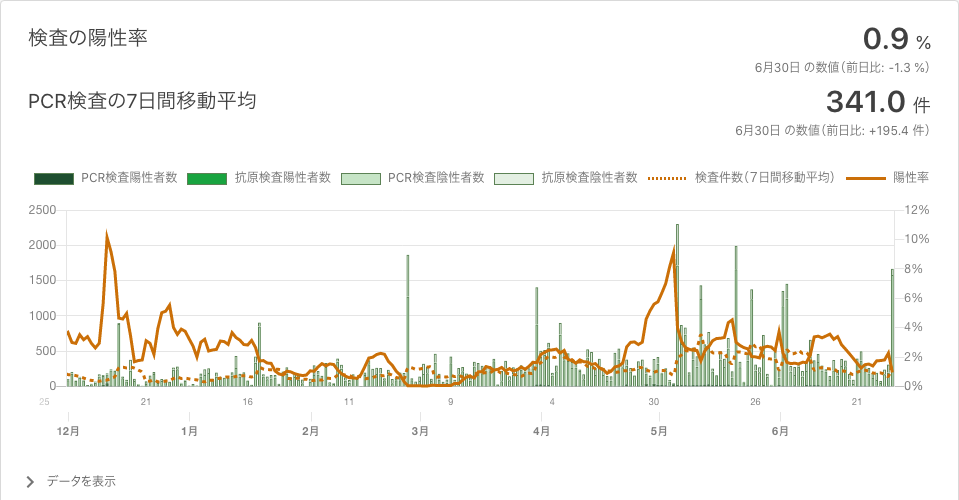 検査の陽性率
0.9 %
6月30日 の数値（前日比: -1.3 %）
PCR検査の7日間移動平均
341.0 件
6月30日 の数値（前日比: +195.4 件）
PCR検査陽性者数 抗原検査陽性者数 PCR検査陰性者数 抗原検査陰性者数 検査件数（7日間移動平均） 陽性率
2500 12%
2000 10%
1500 8%
6%
1000
4%
500
2%
0 0%
25 21 16 11 9 4 30 26 21
12月 1月 2月 3月 4月 5月 6月
データを表示